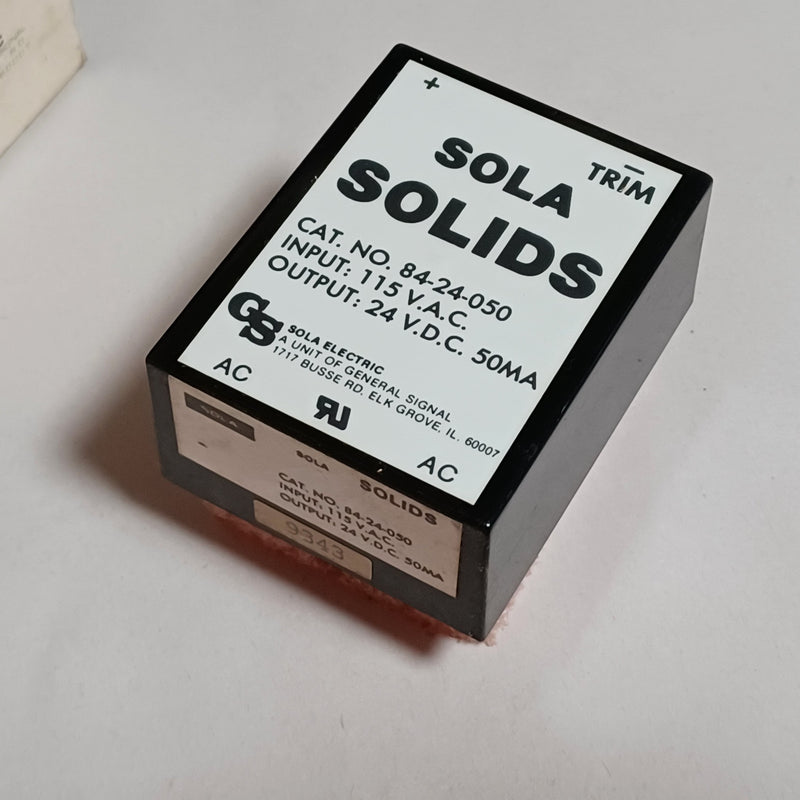 +
– TRIM
SOLA
SOLIDS
CAT. NO. 84-24-050
INPUT: 115 V.A.C.
OUTPUT: 24 V.D.C. 50MA
GS
SOLA ELECTRIC
A UNIT OF GENERAL SIGNAL
1717 BUSSE RD. ELK GROVE, IL. 60007
AC
AC
SOLA
SOLA SOLIDS
CAT. NO. 84-24-050
INPUT: 115 V.A.C.
OUTPUT: 24 V.D.C. 50MA
9343